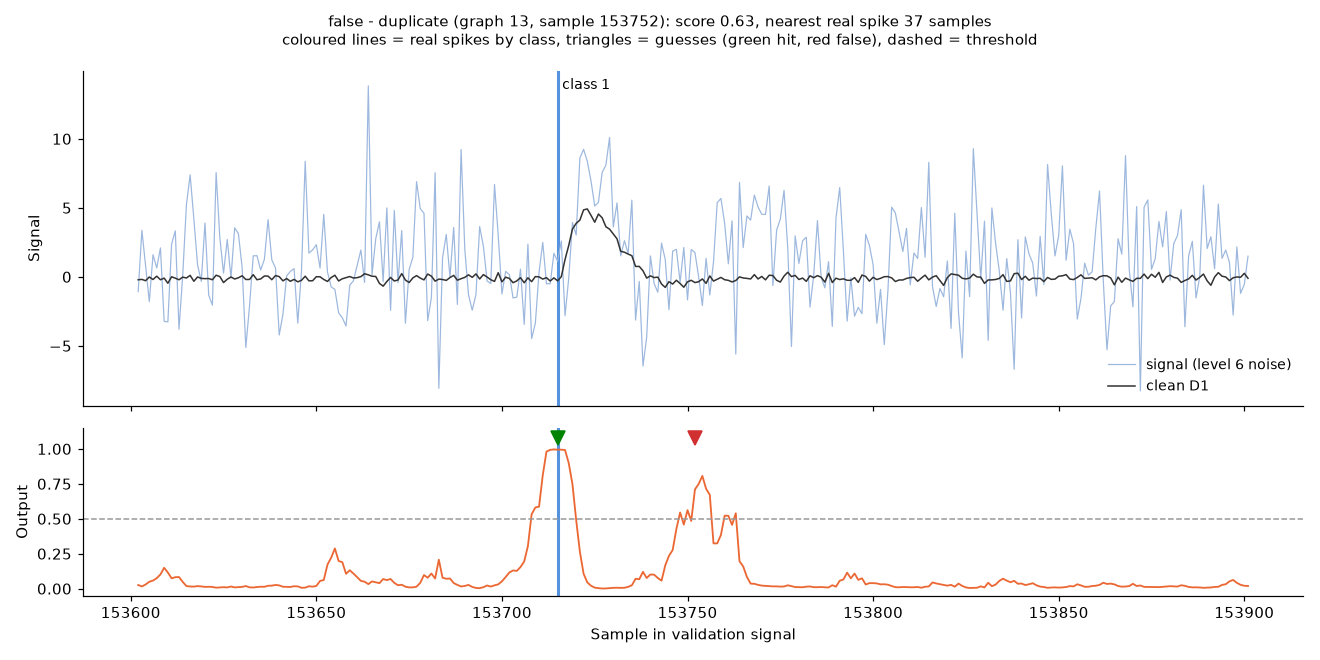 false - duplicate (graph 13, sample 153752): score 0.63, nearest real spike 37 samples
coloured lines = real spikes by class, triangles = guesses (green hit, red false), dashed = threshold
class 1
10
5
0
−5
Signal
signal (level 6 noise)
clean D1
1.00
0.75
0.50
0.25
0.00
Output
153600
153650
153700
153750
153800
153850
153900
Sample in validation signal